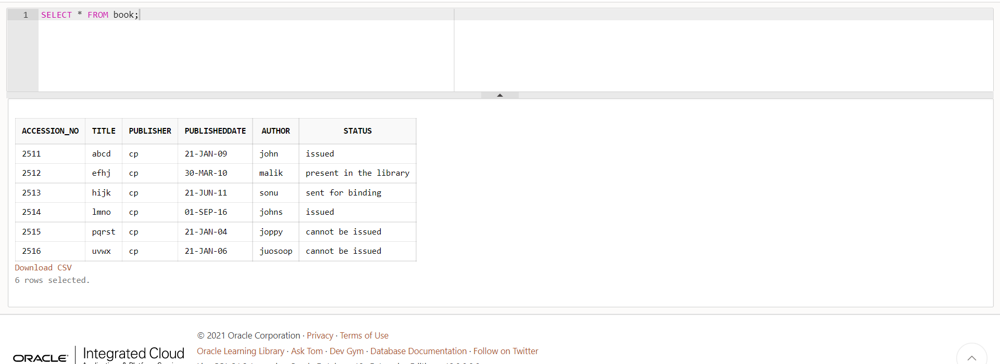 1 SELECT * FROM book;
ACCESSION_NO TITLE PUBLISHER PUBLISHEDDATE AUTHOR STATUS
2511 abcd cp 21-JAN-09 john issued
2512 efhj cp 30-MAR-10 malik present in the library
2513 hijk cp 21-JUN-11 sonu sent for binding
2514 lmno cp 01-SEP-16 johns issued
2515 pqrst cp 21-JAN-04 joppy cannot be issued
2516 uvwx cp 21-JAN-06 juosoop cannot be issued
Download CSV
6 rows selected.
© 2021 Oracle Corporation · Privacy · Terms of Use
Oracle Learning Library · Ask Tom · Dev Gym · Database Documentation · Follow on Twitter
ORACLE Integrated Cloud